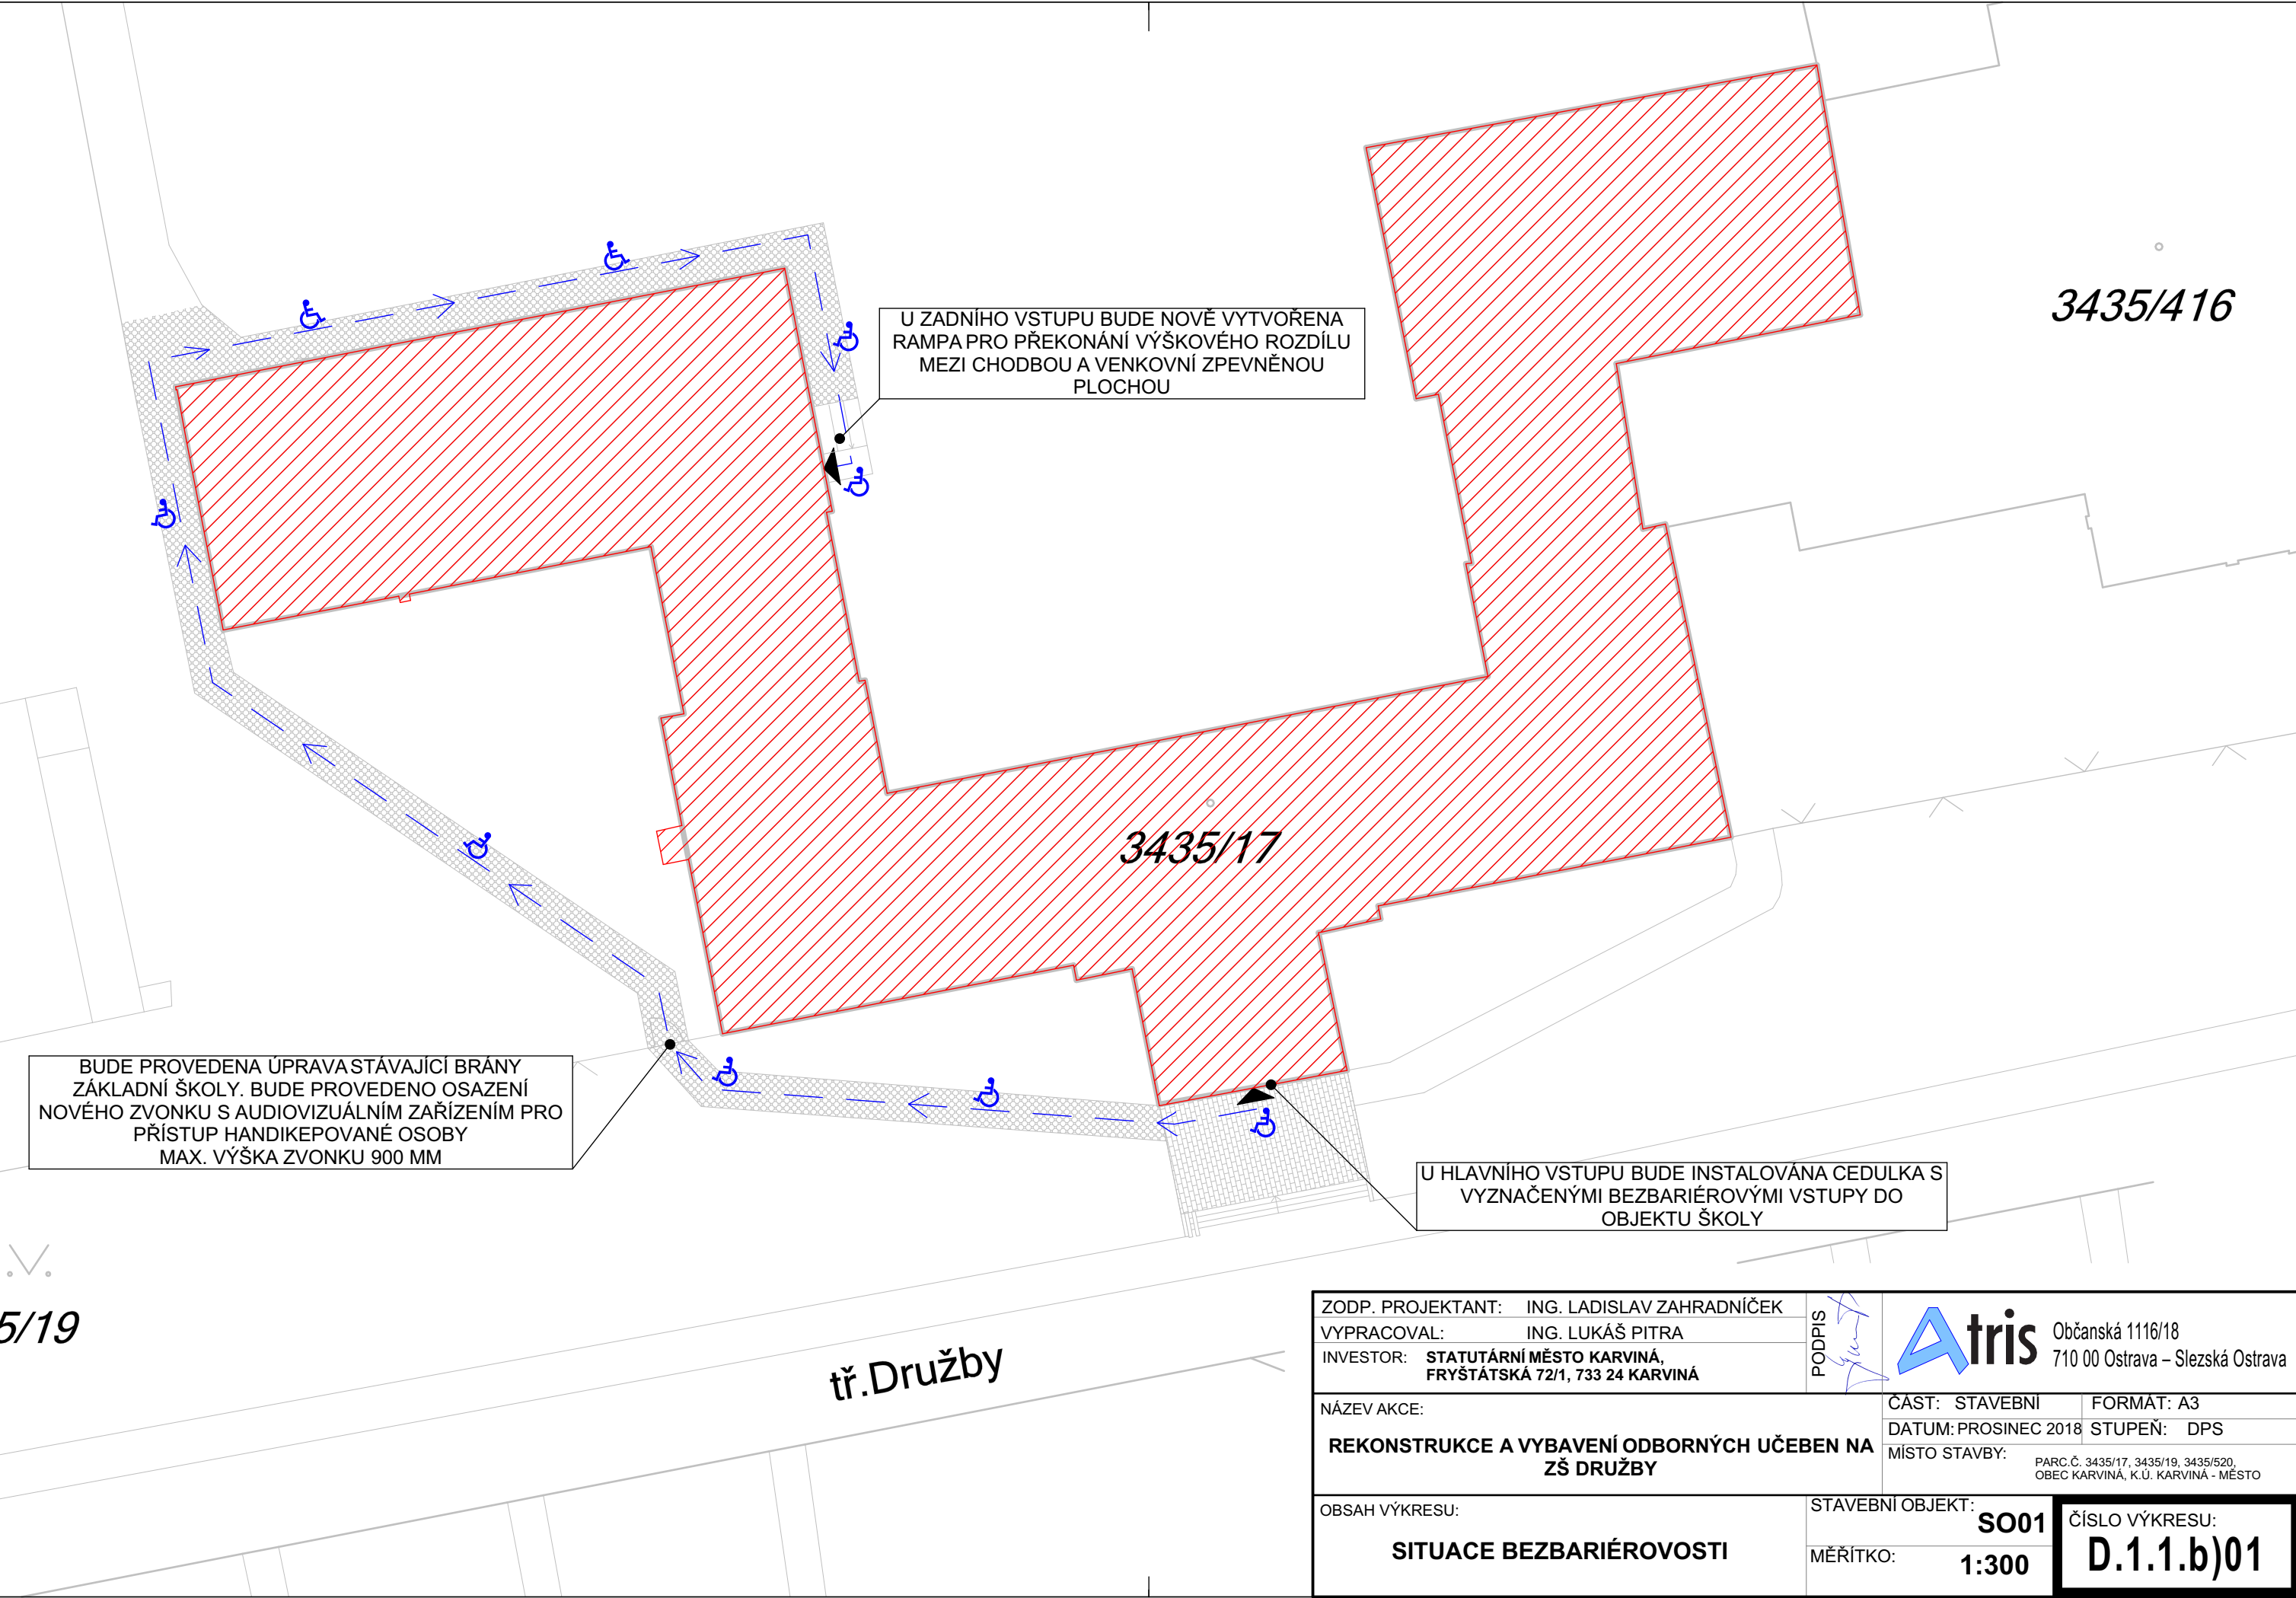 U ZADNÍHO VSTUPU BUDE NOVĚ VYTVOŘENA
RAMPA PRO PŘEKONÁNÍ VÝŠKOVÉHO ROZDÍLU
MEZI CHODBOU A VENKOVNÍ ZPEVNĚNOU
PLOCHOU
3435/416
3435/17
BUDE PROVEDENA ÚPRAVA STÁVAJÍCÍ BRÁNY
ZÁKLADNÍ ŠKOLY. BUDE PROVEDENO OSAZENÍ
NOVÉHO ZVONKU S AUDIOVIZUÁLNÍM ZAŘÍZENÍM PRO
PŘÍSTUP HANDIKEPOVANÉ OSOBY
MAX. VÝŠKA ZVONKU 900 MM
U HLAVNÍHO VSTUPU BUDE INSTALOVÁNA CEDULKA S
VYZNAČENÝMI BEZBARIÉROVÝMI VSTUPY DO
OBJEKTU ŠKOLY
5/19
tř.Družby
ZODP. PROJEKTANT: ING. LADISLAV ZAHRADNÍČEK
VYPRACOVAL: ING. LUKÁŠ PITRA
INVESTOR: STATUTÁRNÍ MĚSTO KARVINÁ,
FRYŠTÁTSKÁ 72/1, 733 24 KARVINÁ
PODPIS
Atris
Občanská 1116/18
710 00 Ostrava – Slezská Ostrava
NÁZEV AKCE:
REKONSTRUKCE A VYBAVENÍ ODBORNÝCH UČEBEN NA
ZŠ DRUŽBY
ČÁST: STAVEBNÍ
FORMÁT: A3
DATUM: PROSINEC 2018
STUPEŇ: DPS
MÍSTO STAVBY:
PARC.Č. 3435/17, 3435/19, 3435/520,
OBEC KARVINÁ, K.Ú. KARVINÁ - MĚSTO
OBSAH VÝKRESU:
SITUACE BEZBARIÉROVOSTI
STAVEBNÍ OBJEKT:
SO01
MĚŘÍTKO:
1:300
ČÍSLO VÝKRESU:
D.1.1.b)01